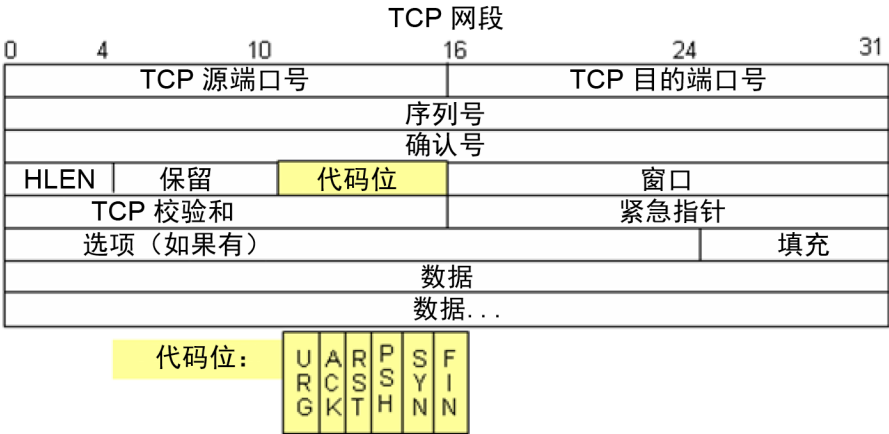 TCP 网段
0 4 10 16 24 31
TCP 源端口号 TCP 目的端口号
序列号
确认号
HLEN 保留 代码位 窗口
TCP 校验和 紧急指针
选项（如果有） 填充
数据
数据...
代码位： URG ACK RST PSH SYN FIN